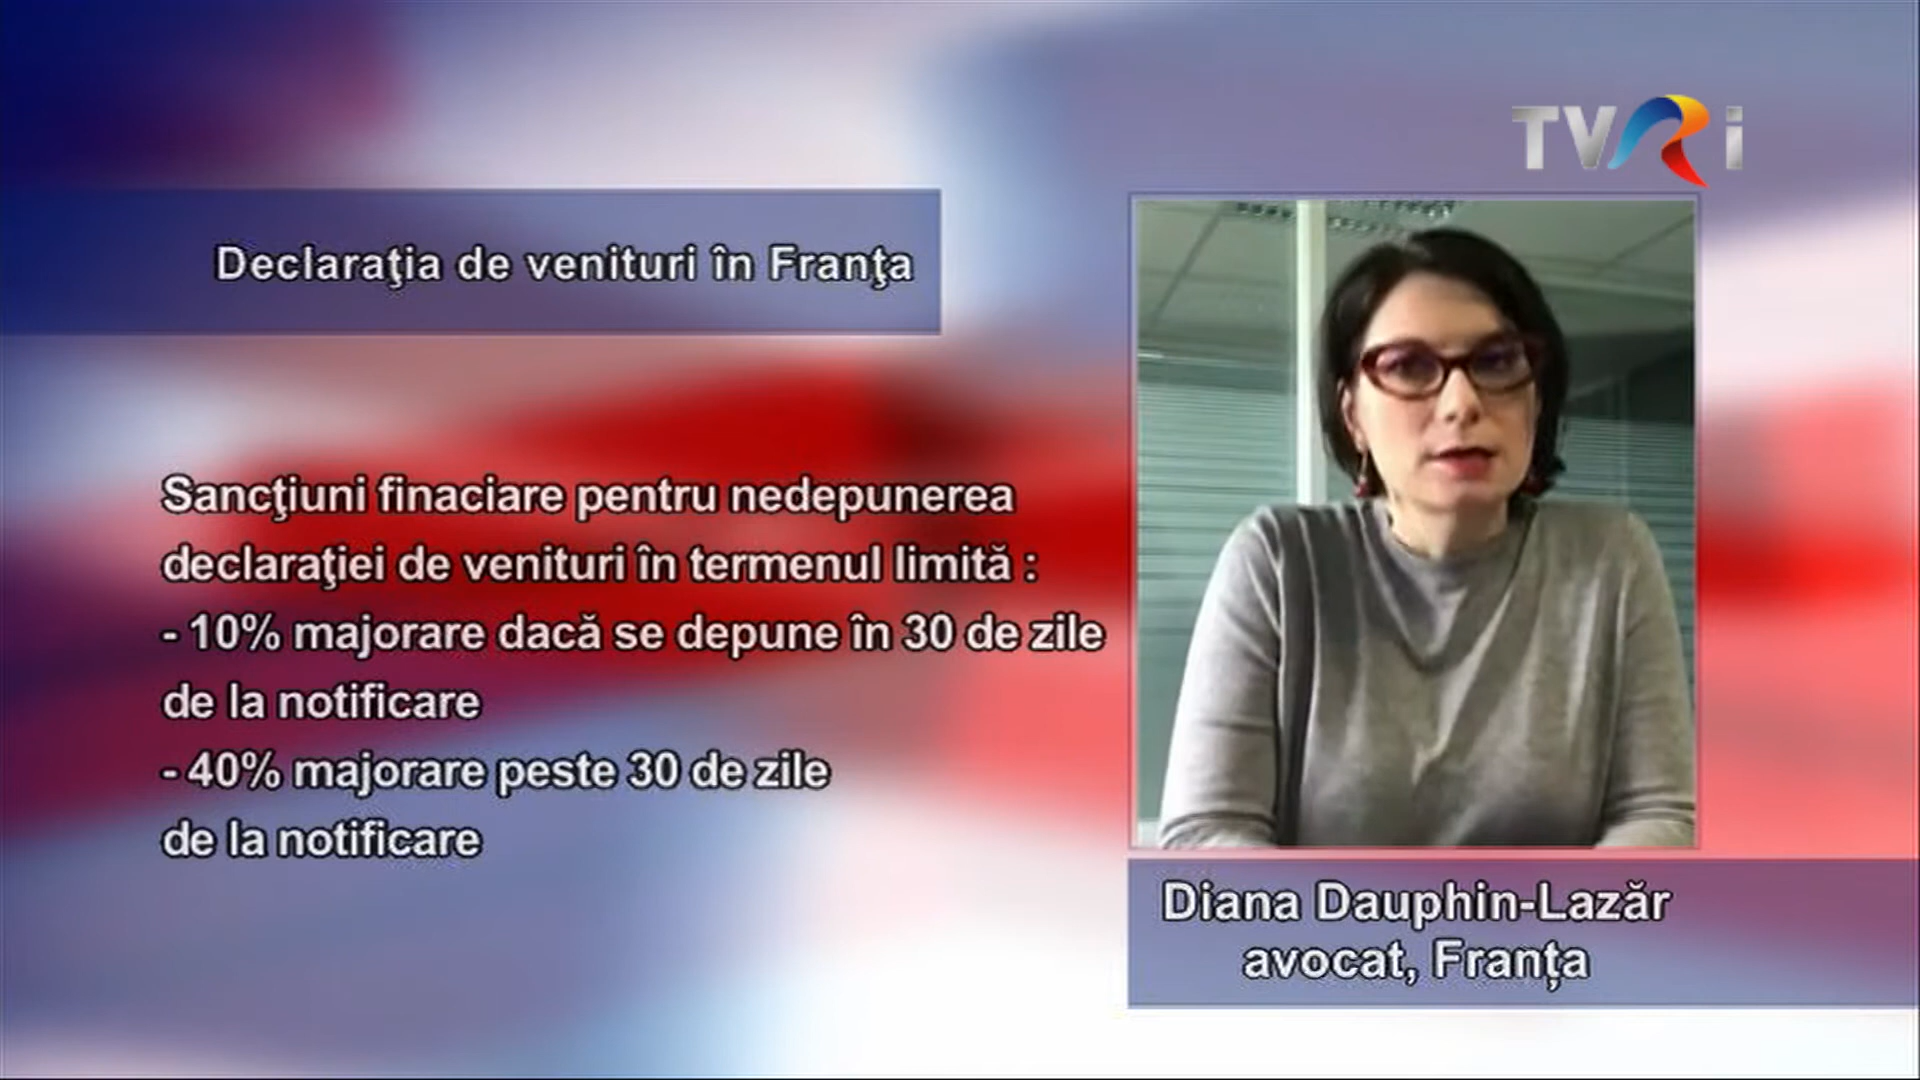 TVRi
Declaraţia de venituri în Franţa
Sancţiuni finaciare pentru nedepunerea
declaraţiei de venituri în termenul limită :
- 10% majorare dacă se depune în 30 de zile
de la notificare
- 40% majorare peste 30 de zile
de la notificare
Diana Dauphin-Lazăr
avocat, Franța